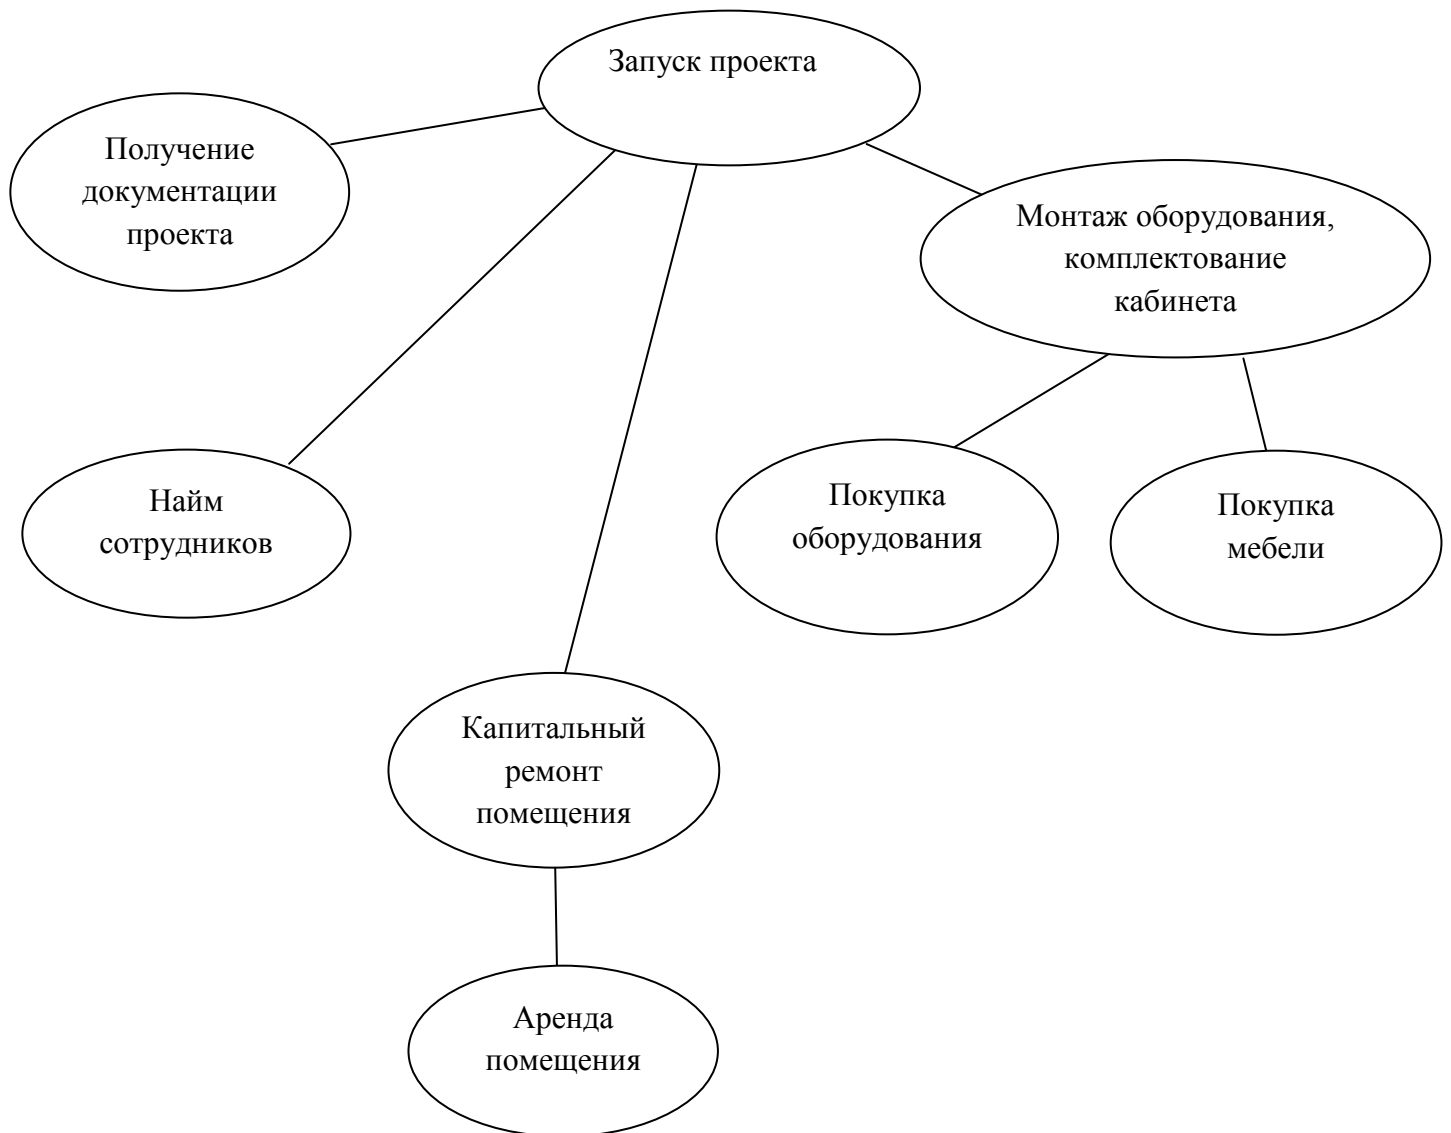 Запуск проекта
Получение
документации
проекта
Монтаж оборудования,
комплектование
кабинета
Найм
сотрудников
Покупка
оборудования
Покупка
мебели
Капитальный
ремонт
помещения
Аренда
помещения